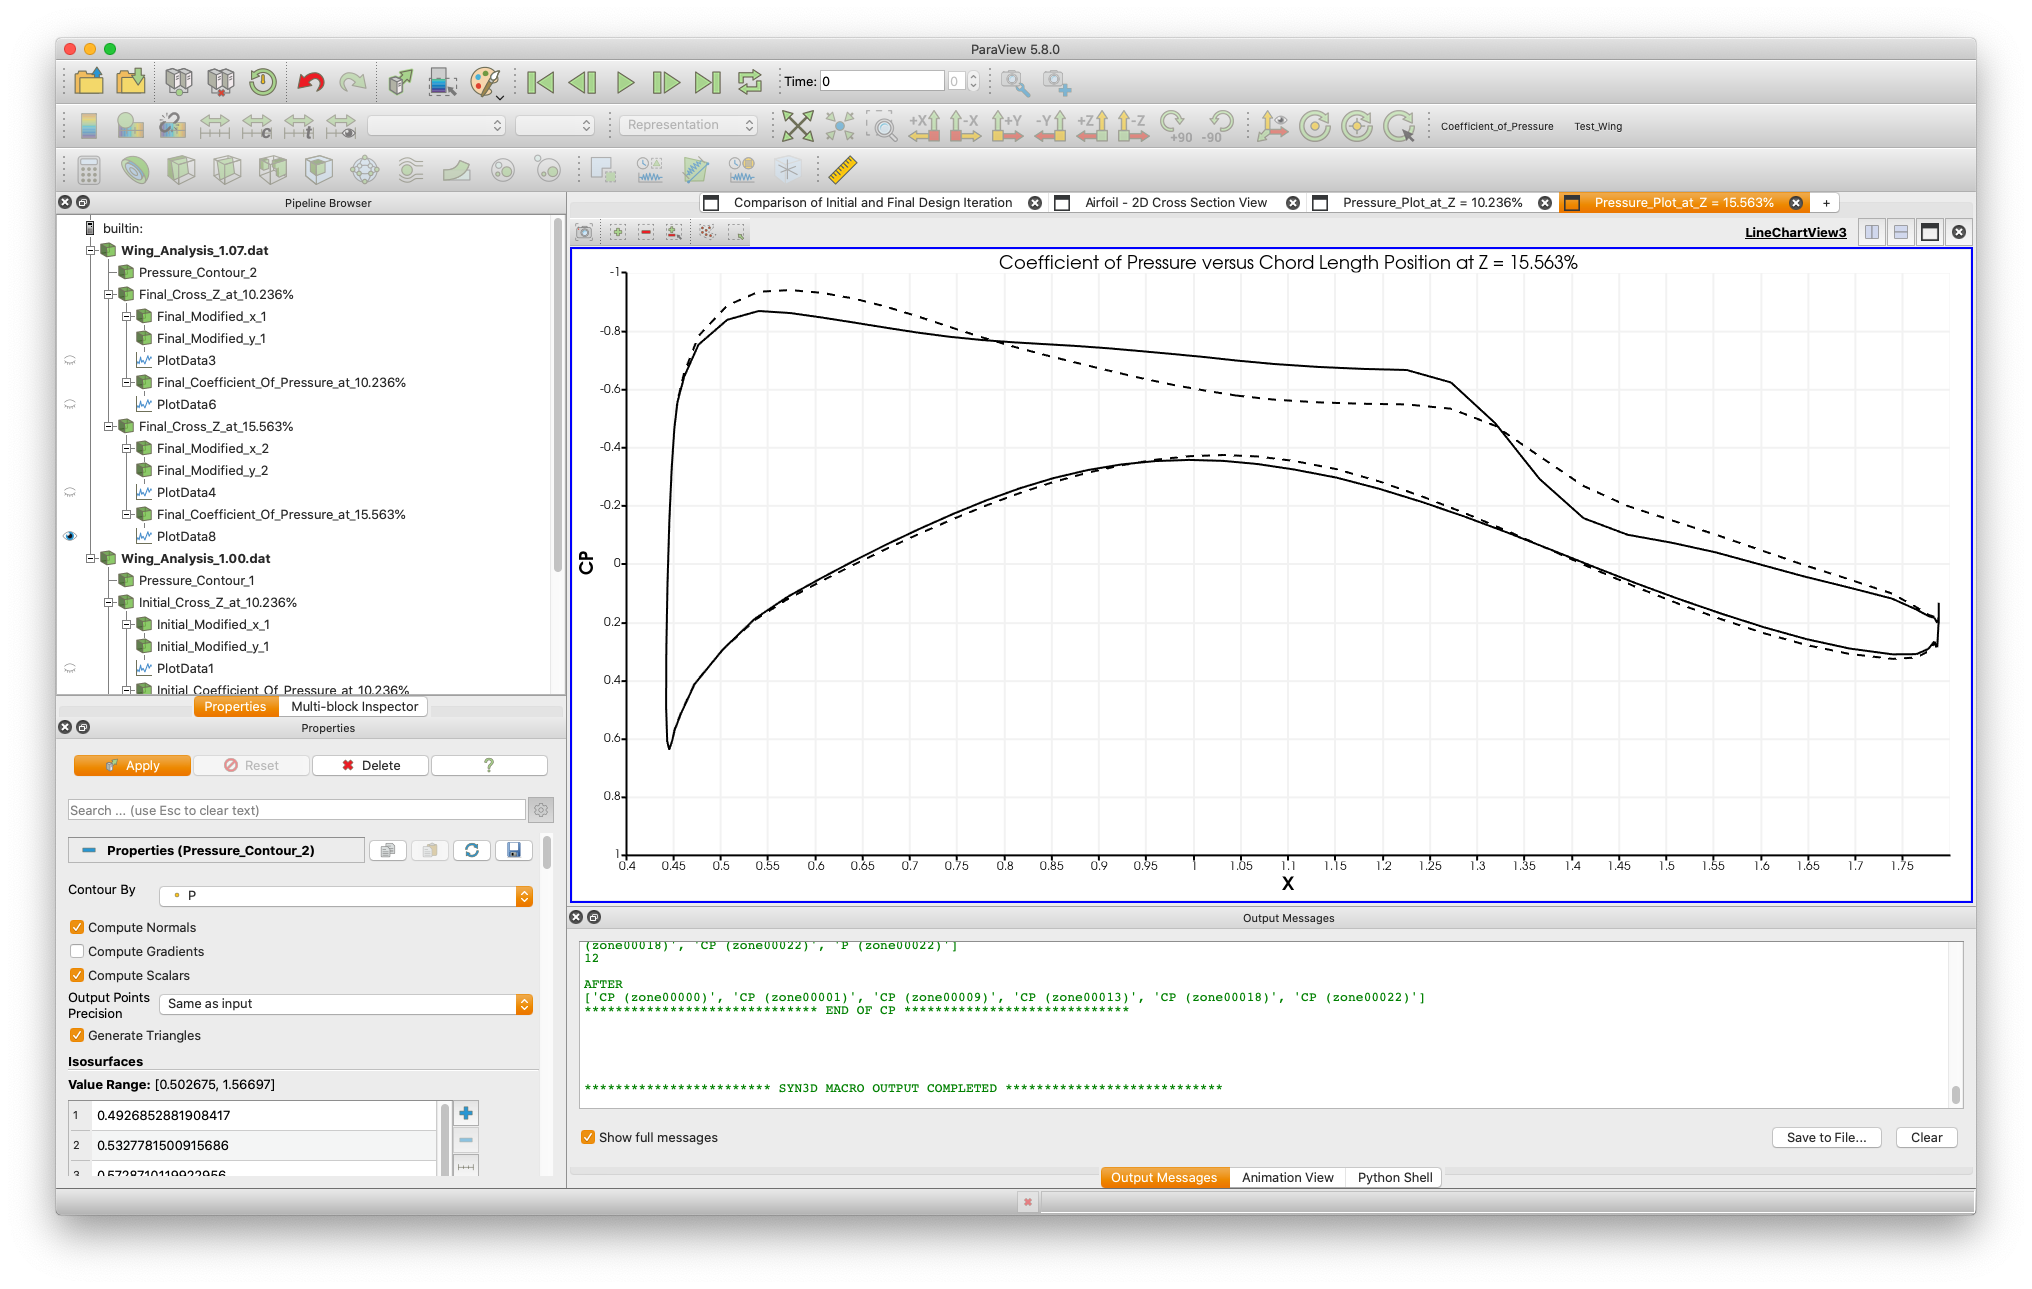 ParaView 5.8.0
Time: 0
0
Representation
+X
-X
+Y
-Y
+Z
-Z
+90
-90
Coefficient_of_Pressure
Test_Wing
Pipeline Browser
builtin:
Wing_Analysis_1.07.dat
Pressure_Contour_2
Final_Cross_Z_at_10.236%
Final_Modified_x_1
Final_Modified_y_1
PlotData3
Final_Coefficient_Of_Pressure_at_10.236%
PlotData6
Final_Cross_Z_at_15.563%
Final_Modified_x_2
Final_Modified_y_2
PlotData4
Final_Coefficient_Of_Pressure_at_15.563%
PlotData8
Wing_Analysis_1.00.dat
Pressure_Contour_1
Initial_Cross_Z_at_10.236%
Initial_Modified_x_1
Initial_Modified_y_1
PlotData1
Initial_Coefficient_Of_Pressure_at_10.236%
Properties
Multi-block Inspector
Properties
Apply
Reset
Delete
?
Search ... (use Esc to clear text)
Properties (Pressure_Contour_2)
Contour By
P
Compute Normals
Compute Gradients
Compute Scalars
Output Points
Precision
Same as input
Generate Triangles
Isosurfaces
Value Range: [0.502675, 1.56697]
1 0.4926852881908417
2 0.5327781500915686
3 0.5728710119922956
Comparison of Initial and Final Design Iteration
Airfoil - 2D Cross Section View
Pressure_Plot_at_Z = 10.236%
Pressure_Plot_at_Z = 15.563%
+
LineChartView3
Coefficient of Pressure versus Chord Length Position at Z = 15.563%
-1
-0.8
-0.6
-0.4
-0.2
0
0.2
0.4
0.6
0.8
1
CP
0.4 0.45 0.5 0.55 0.6 0.65 0.7 0.75 0.8 0.85 0.9 0.95 1 1.05 1.1 1.15 1.2 1.25 1.3 1.35 1.4 1.45 1.5 1.55 1.6 1.65 1.7 1.75
X
Output Messages
(zone00018)', 'CP (zone00022)', 'P (zone00022)']
12
AFTER
['CP (zone00000)', 'CP (zone00001)', 'CP (zone00009)', 'CP (zone00013)', 'CP (zone00018)', 'CP (zone00022)']
****************************** END OF CP *****************************
************************ SYN3D MACRO OUTPUT COMPLETED ****************************
Show full messages
Save to File...
Clear
Output Messages
Animation View
Python Shell